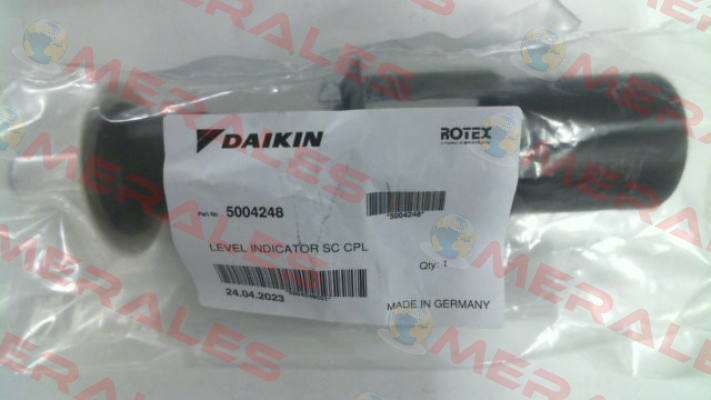 DAIKIN
ROTEX
Part No. 5004248
*5004248*
LEVEL INDICATOR SC CPL
Qty: 1
24.04.2023
MADE IN GERMANY
MERALES
MERALES
MERALES
MERALES
MERALES
MERALES